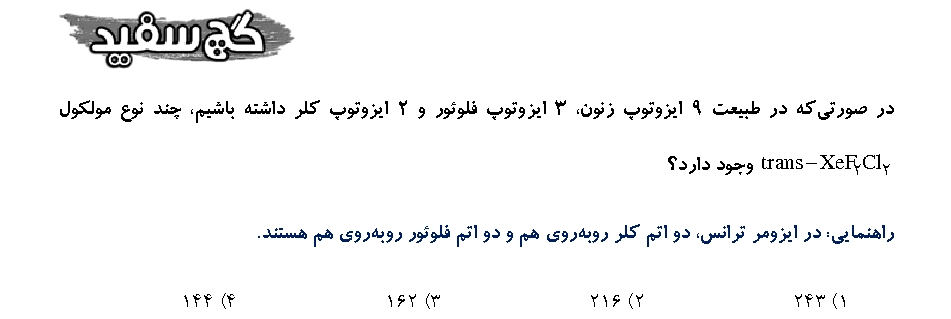 گچ سفید
در صورتی‌که در طبیعت ۹ ایزوتوپ زنون، ۳ ایزوتوپ فلوئور و ۲ ایزوتوپ کلر داشته باشیم، چند نوع مولکول
trans−XeF۲Cl۲ وجود دارد؟
راهنمایی: در ایزومر ترانس، دو اتم کلر روبه‌روی هم و دو اتم فلوئور روبه‌روی هم هستند.
۱) ۲۴۳ ۲) ۲۱۶ ۳) ۱۶۲ ۴) ۱۴۴